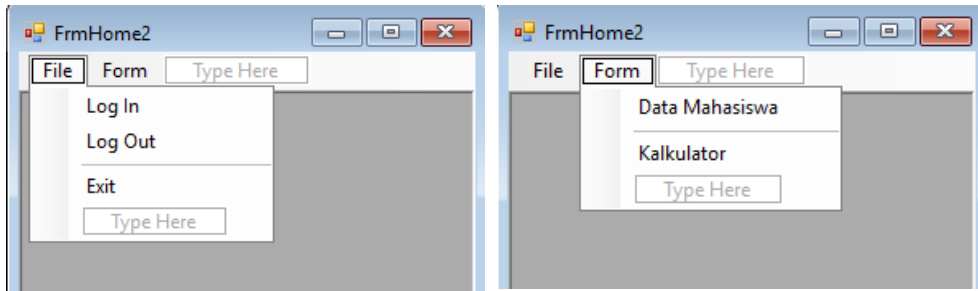 FrmHome2
File Form Type Here
Log In
Log Out
Exit
Type Here
FrmHome2
File Form Type Here
Data Mahasiswa
Kalkulator
Type Here